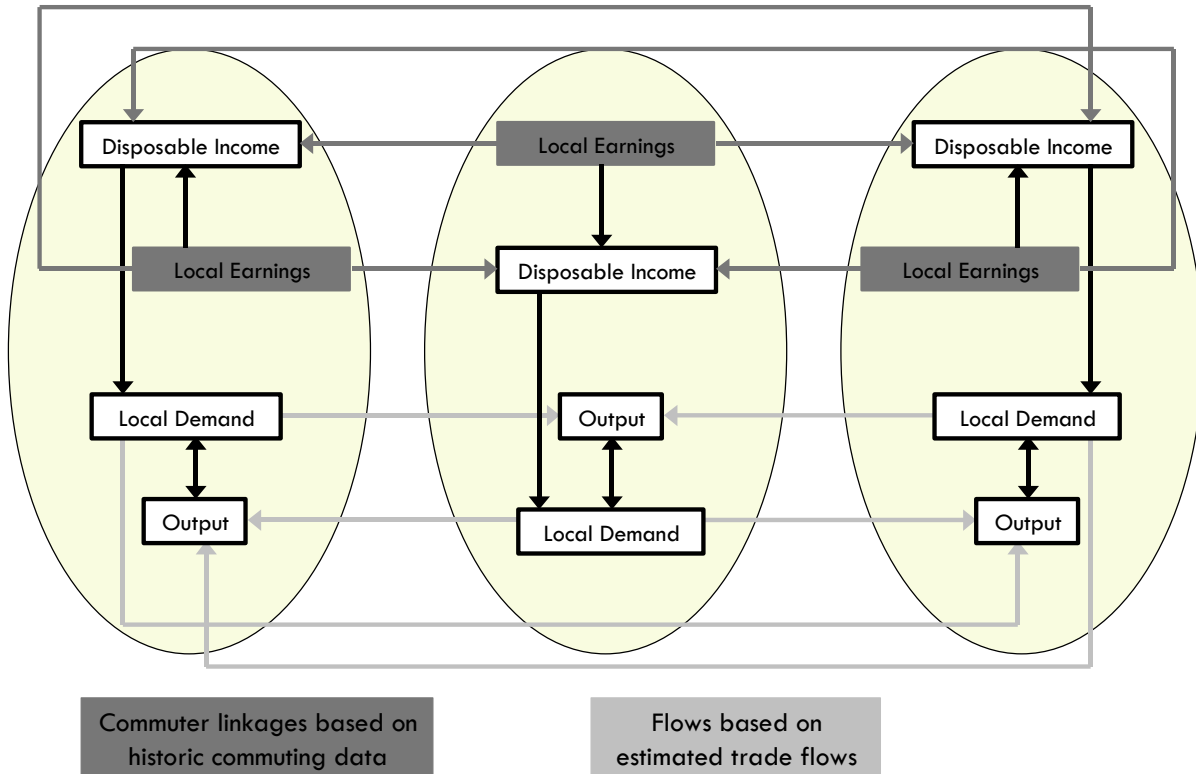 Disposable Income
Local Earnings
Disposable Income
Local Earnings
Disposable Income
Local Earnings
Local Demand
Output
Local Demand
Output
Local Demand
Output
Commuter linkages based on
historic commuting data
Flows based on
estimated trade flows